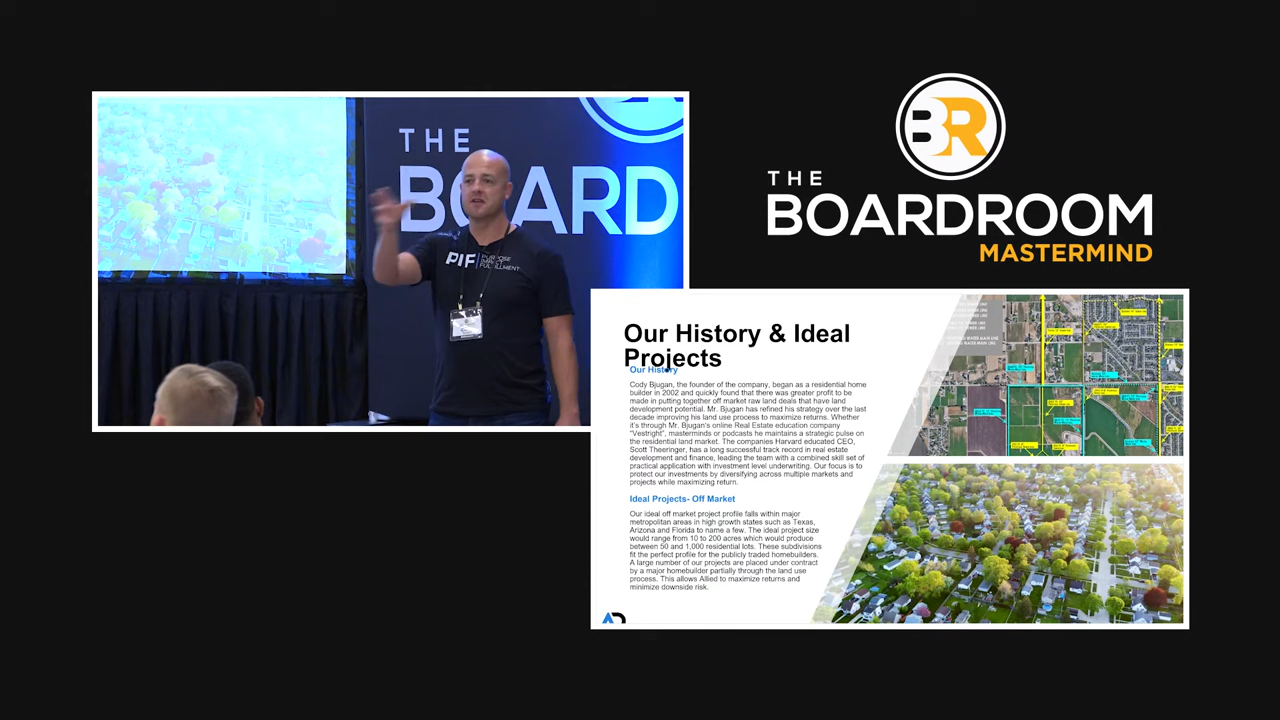 THE
BOARD
PIF PURPOSE
IMPACT
FULFILLMENT
BR
THE
BOARDROOM
MASTERMIND
Our History & Ideal
Projects
Our History
Cody Bjugan, the founder of the company, began as a residential home
builder in 2002 and quickly found that there was greater profit to be
made in putting together off market raw land deals that have land
development potential. Mr. Bjugan has refined his strategy over the last
decade improving his land use process to maximize returns. Whether
it's through Mr. Bjugan's online Real Estate education company
"Vestright", masterminds or podcasts he maintains a strategic pulse on
the residential land market. The companies Harvard educated CEO,
Scott Theeringer, has a long successful track record in real estate
development and finance, leading the team with a combined skill set of
practical application with investment level underwriting. Our focus is to
protect our investments by diversifying across multiple markets and
projects while maximizing return.
Ideal Projects- Off Market
Our ideal off market project profile falls within major
metropolitan areas in high growth states such as Texas,
Arizona and Florida to name a few. The ideal project size
would range from 10 to 200 acres which would produce
between 50 and 1,000 residential lots. These subdivisions
fit the perfect profile for the publicly traded homebuilders.
A large number of our projects are placed under contract
by a major homebuilder partially through the land use
process. This allows Allied to maximize returns and
minimize downside risk.